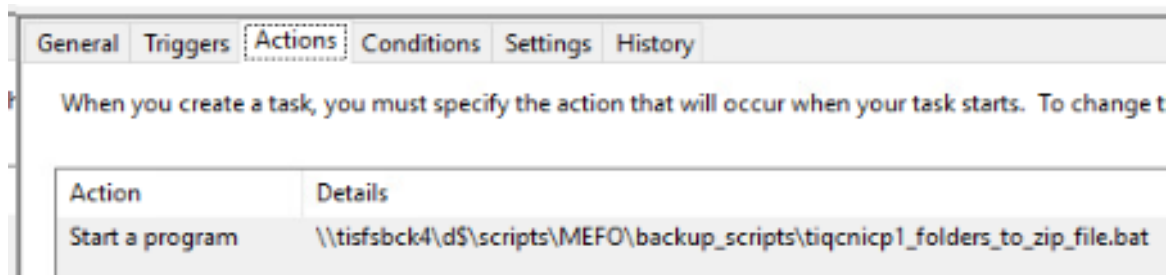 General Triggers Actions Conditions Settings History
When you create a task, you must specify the action that will occur when your task starts. To change t
Action Details
Start a program \\tisfsbck4\d$\scripts\MEFO\backup_scripts\tiqcnicp1_folders_to_zip_file.bat